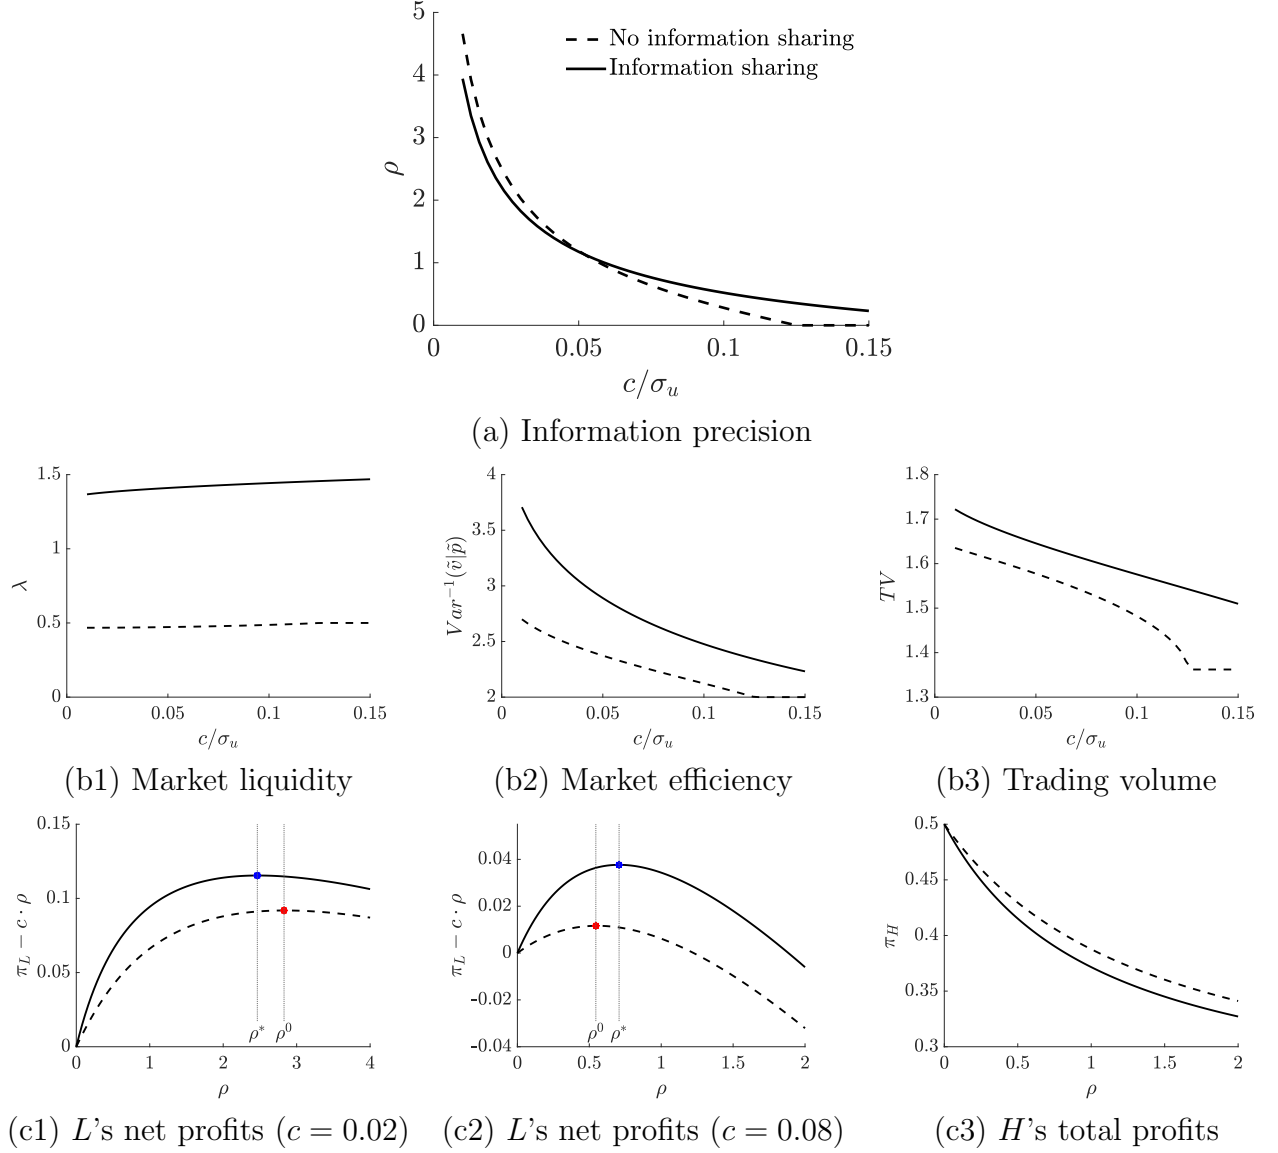 5
4
3
2
1
0
ρ
No information sharing
Information sharing
0 0.05 0.1 0.15
c/σ_u
(a) Information precision
1.5
1
0.5
0
λ
0 0.05 0.1 0.15
c/σ_u
(b1) Market liquidity
4
3.5
3
2.5
2
Var⁻¹(ṽ|p̃)
0 0.05 0.1 0.15
c/σ_u
(b2) Market efficiency
1.8
1.7
1.6
1.5
1.4
1.3
TV
0 0.05 0.1 0.15
c/σ_u
(b3) Trading volume
0.15
0.1
0.05
0
π_L − c · ρ
ρ* ρ⁰
0 1 2 3 4
ρ
(c1) L's net profits (c = 0.02)
0.04
0.02
0
-0.02
-0.04
π_L − c · ρ
ρ⁰ ρ*
0 0.5 1 1.5 2
ρ
(c2) L's net profits (c = 0.08)
0.5
0.45
0.4
0.35
0.3
π_H
0 0.5 1 1.5 2
ρ
(c3) H's total profits